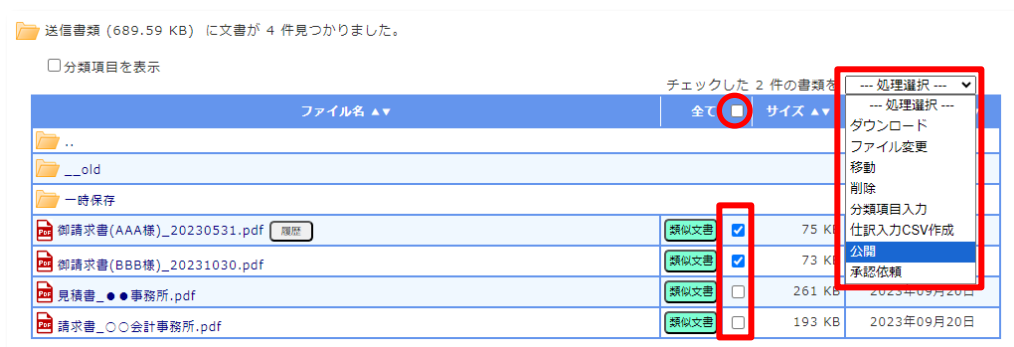 送信書類 (689.59 KB) に文書が 4 件見つかりました。
分類項目を表示
チェックした 2 件の書類を --- 処理選択 ---
ファイル名 ▲▼ 全て サイズ ▲▼
--- 処理選択 ---
ダウンロード
ファイル変更
移動
削除
分類項目入力
仕訳入力CSV作成
公開
承認依頼
..
__old
一時保存
御請求書(AAA様)_20230531.pdf 履歴 類似文書 75 KB
御請求書(BBB様)_20231030.pdf 類似文書 73 KB
見積書_●●事務所.pdf 類似文書 261 KB 2023年09月20日
請求書_○○会計事務所.pdf 類似文書 193 KB 2023年09月20日